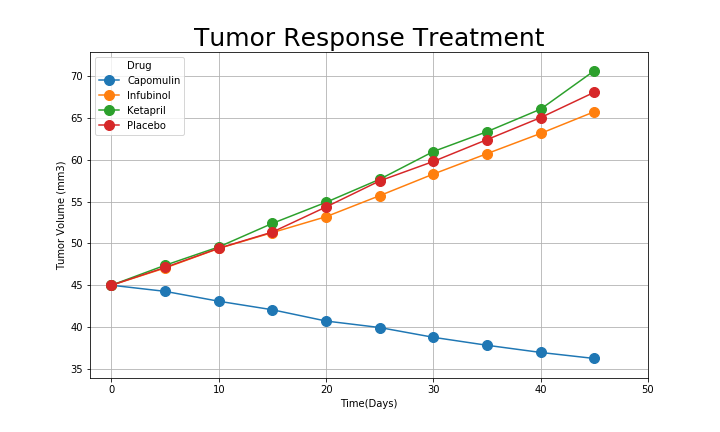 Tumor Response Treatment
Drug
Capomulin
Infubinol
Ketapril
Placebo
Tumor Volume (mm3)
70
65
60
55
50
45
40
35
0
10
20
30
40
50
Time(Days)